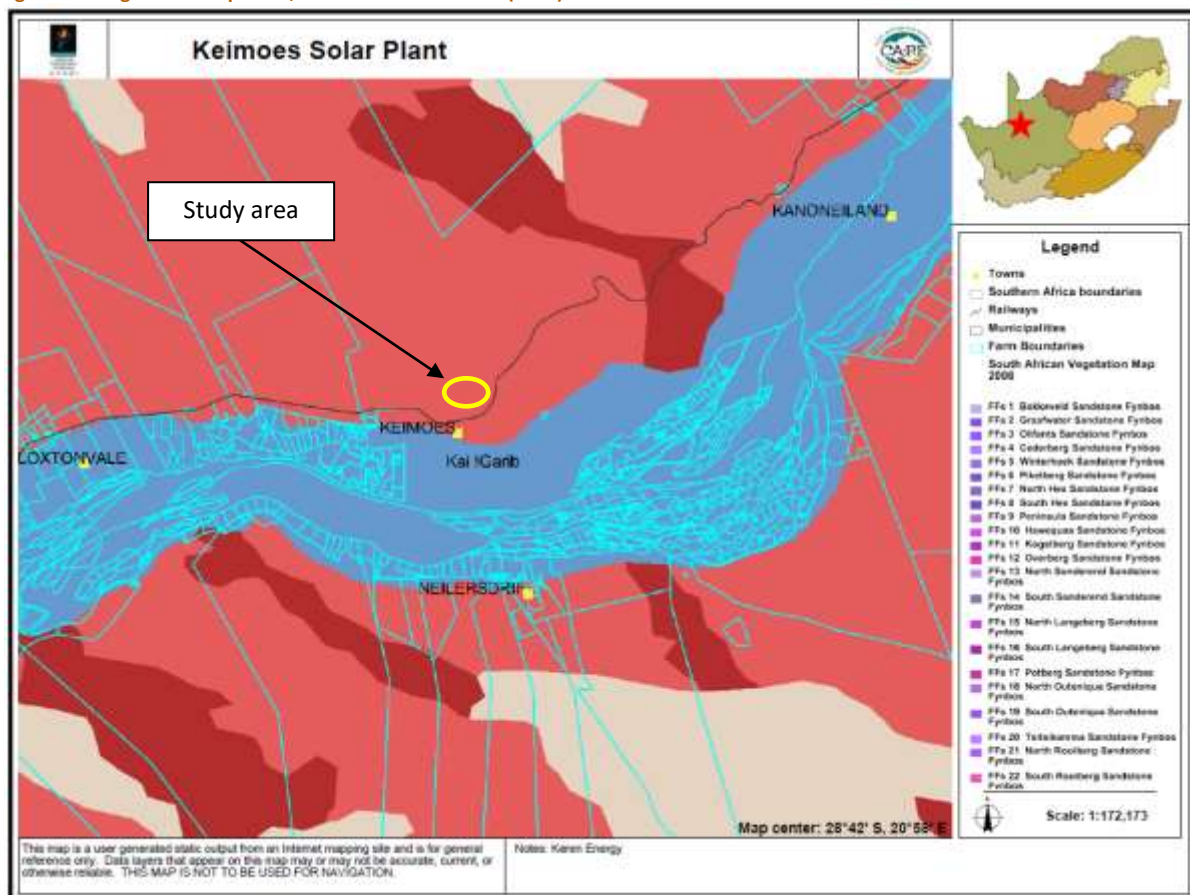 Keimoes Solar Plant
CAPE
Study area
KANONEILAND
KEIMOES
Kai !Garib
LOXTONVALE
NEILERSDRIF
Map center: 28°42' S, 20°58' E
Legend
Towns
Southern Africa boundaries
Railways
Municipalities
Farm Boundaries
South African Vegetation Map
2006
FFs 1 Bokkeveld Sandstone Fynbos
FFs 2 Graafwater Sandstone Fynbos
FFs 3 Olifants Sandstone Fynbos
FFs 4 Cederberg Sandstone Fynbos
FFs 5 Winterhoek Sandstone Fynbos
FFs 6 Piketberg Sandstone Fynbos
FFs 7 North Hex Sandstone Fynbos
FFs 8 South Hex Sandstone Fynbos
FFs 9 Peninsula Sandstone Fynbos
FFs 10 Hawequas Sandstone Fynbos
FFs 11 Kogelberg Sandstone Fynbos
FFs 12 Overberg Sandstone Fynbos
FFs 13 North Sonderend Sandstone
Fynbos
FFs 14 South Sonderend Sandstone
Fynbos
FFs 15 North Langeberg Sandstone
Fynbos
FFs 16 South Langeberg Sandstone
Fynbos
FFs 17 Potberg Sandstone Fynbos
FFs 18 North Outeniqua Sandstone
Fynbos
FFs 19 South Outeniqua Sandstone
Fynbos
FFs 20 Tsitsikamma Sandstone Fynbos
FFs 21 North Rooiberg Sandstone
Fynbos
FFs 22 South Rooiberg Sandstone
Fynbos
Scale: 1:172,173
This map is a user generated static output from an Internet mapping site and is for general
reference only. Data layers that appear on this map may or may not be accurate, current, or
otherwise reliable. THIS MAP IS NOT TO BE USED FOR NAVIGATION.
Notes: Keren Energy